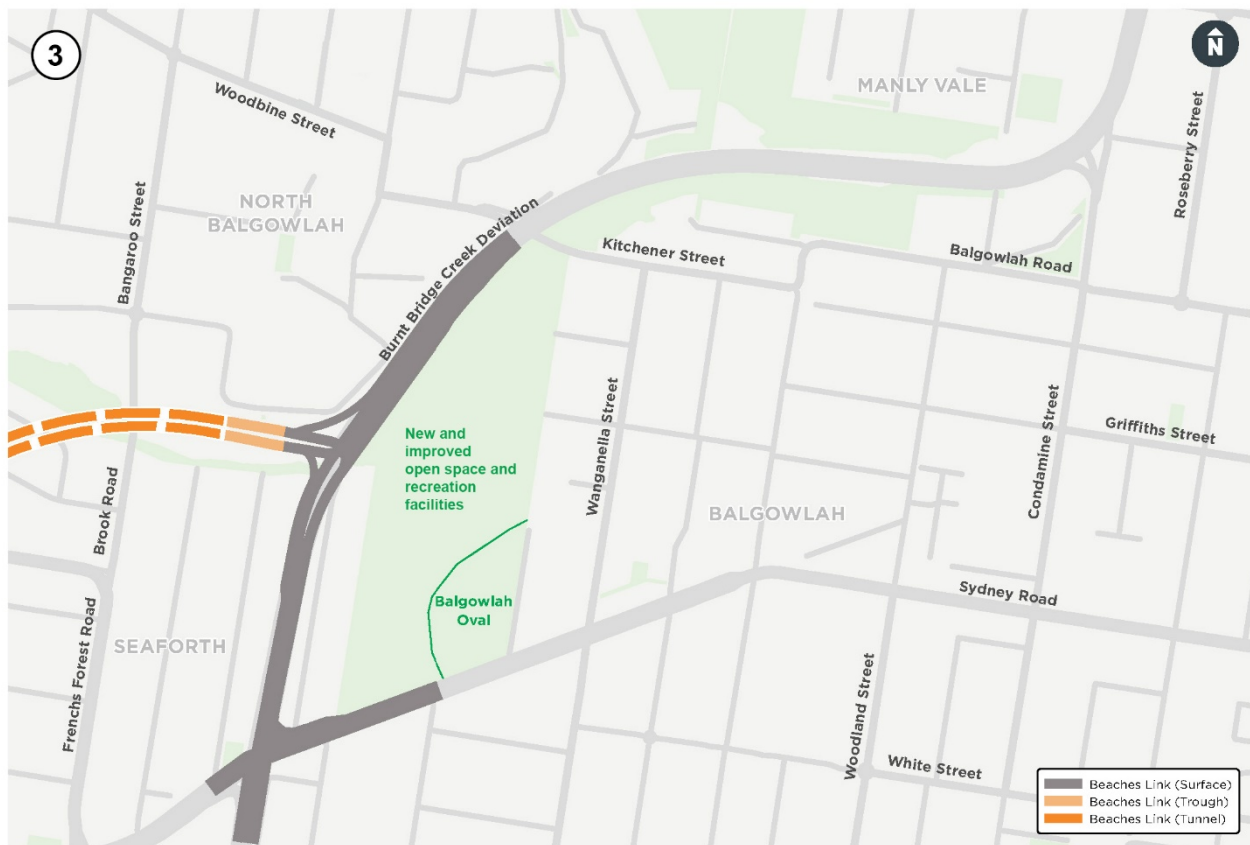 3
N
MANLY VALE
Woodbine Street
Roseberry Street
Bangaroo Street
NORTH
BALGOWLAH
Burnt Bridge Creek Deviation
Kitchener Street
Balgowlah Road
Wanganella Street
Condamine Street
Griffiths Street
New and
improved
open space and
recreation
facilities
Brook Road
BALGOWLAH
Balgowlah
Oval
Sydney Road
SEAFORTH
Frenchs Forest Road
Woodland Street
White Street
Beaches Link (Surface)
Beaches Link (Trough)
Beaches Link (Tunnel)